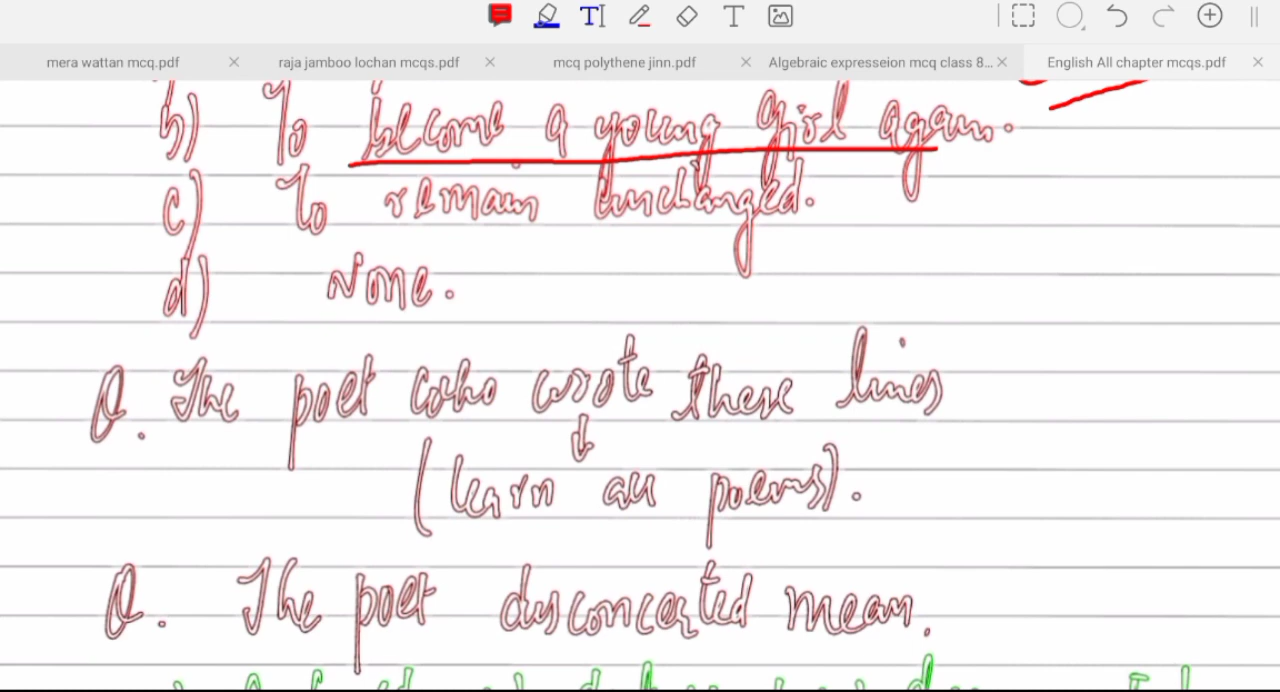 mera wattan mcq.pdf
raja jamboo lochan mcqs.pdf
mcq polythene jinn.pdf
Algebraic expresseion mcq class 8...
English All chapter mcqs.pdf
b) To become a young girl again.
c) To remain unchanged.
d) None.
Q. The poet who wrote these lines
(learn all poems).
Q. The poet disconcerted mean.